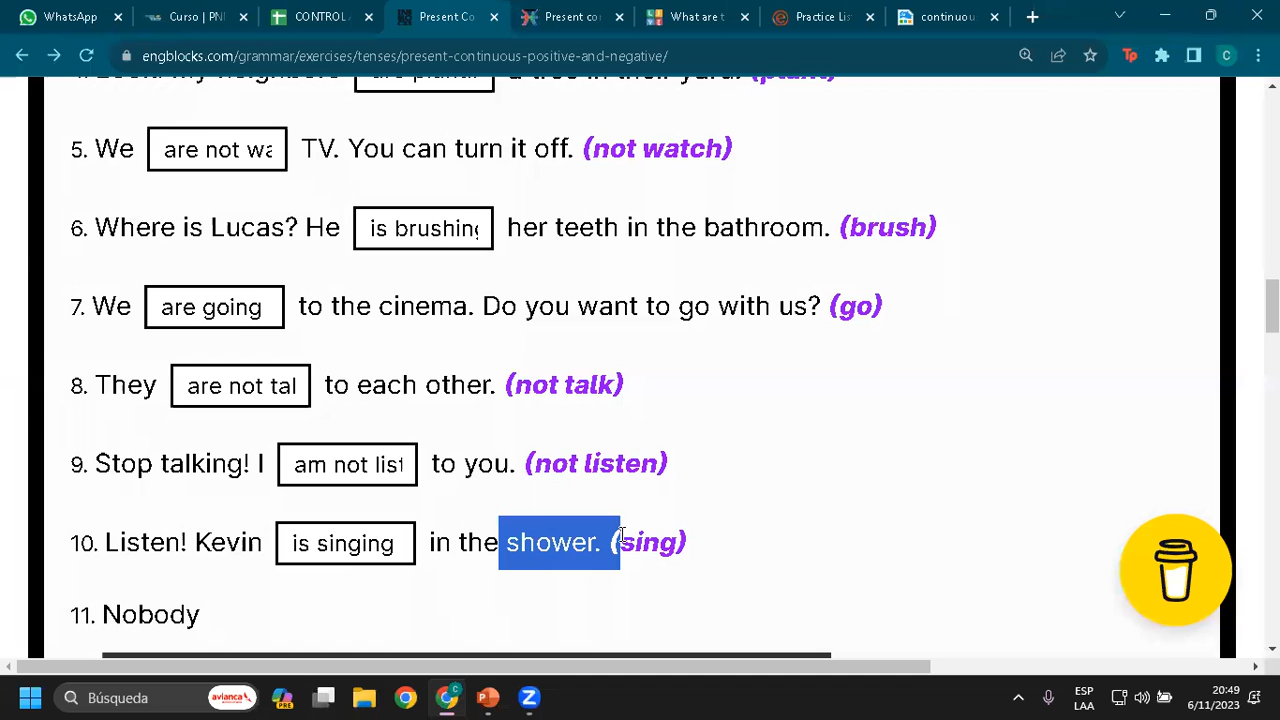 WhatsApp
Curso | PNI
CONTROL
Present Co
Present co
What are t
Practice Lis
continuou
engblocks.com/grammar/exercises/tenses/present-continuous-positive-and-negative/
C
5. We are not wa TV. You can turn it off. (not watch)
6. Where is Lucas? He is brushing her teeth in the bathroom. (brush)
7. We are going to the cinema. Do you want to go with us? (go)
8. They are not tal to each other. (not talk)
9. Stop talking! I am not list to you. (not listen)
10. Listen! Kevin is singing in the shower. (sing)
11. Nobody
Búsqueda
avianca
PRE
ESP
LAA
20:49
6/11/2023